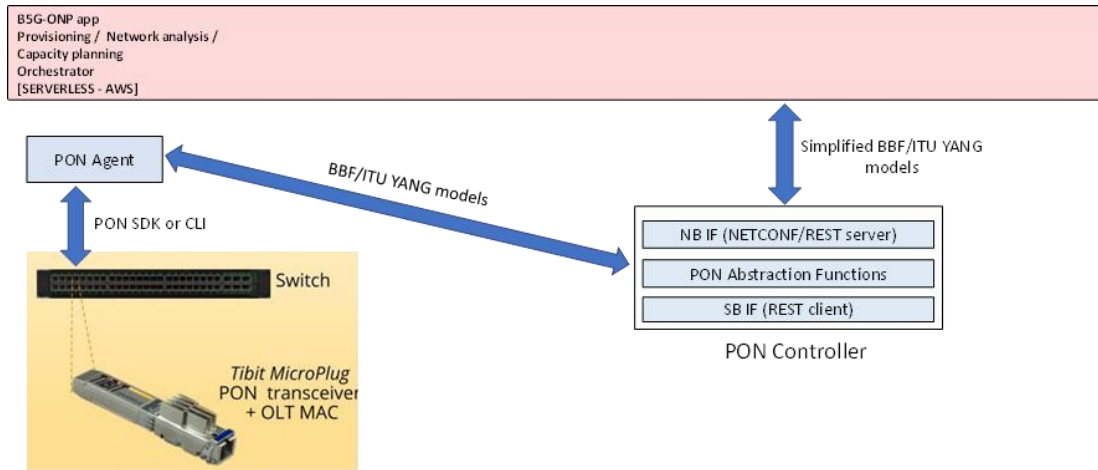 B5G-ONP app
Provisioning / Network analysis /
Capacity planning
Orchestrator
[SERVERLESS - AWS]
PON Agent
BBF/ITU YANG models
Simplified BBF/ITU YANG
models
PON SDK or CLI
NB IF (NETCONF/REST server)
PON Abstraction Functions
SB IF (REST client)
PON Controller
Switch
Tibit MicroPlug
PON transceiver
+ OLT MAC
Tibit